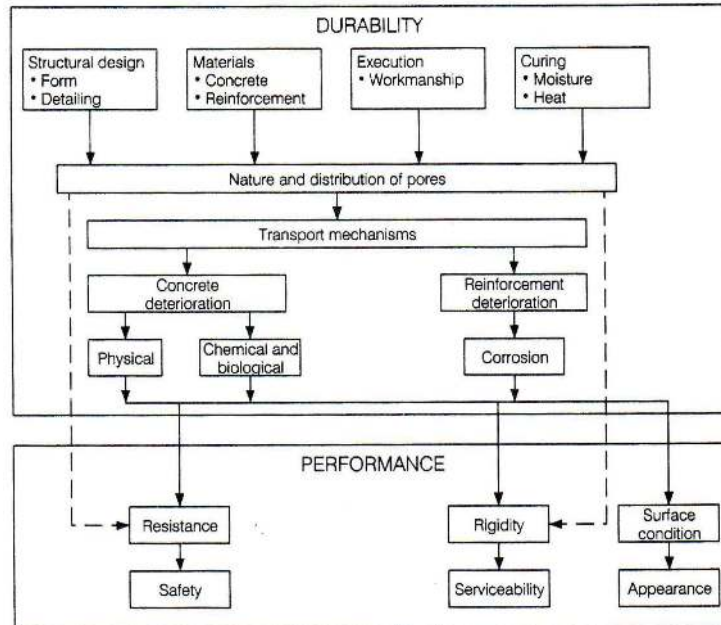 DURABILITY
Structural design
• Form
• Detailing
Materials
• Concrete
• Reinforcement
Execution
• Workmanship
Curing
• Moisture
• Heat
Nature and distribution of pores
Transport mechanisms
Concrete
deterioration
Reinforcement
deterioration
Physical
Chemical and
biological
Corrosion
PERFORMANCE
Resistance
Rigidity
Surface
condition
Safety
Serviceability
Appearance